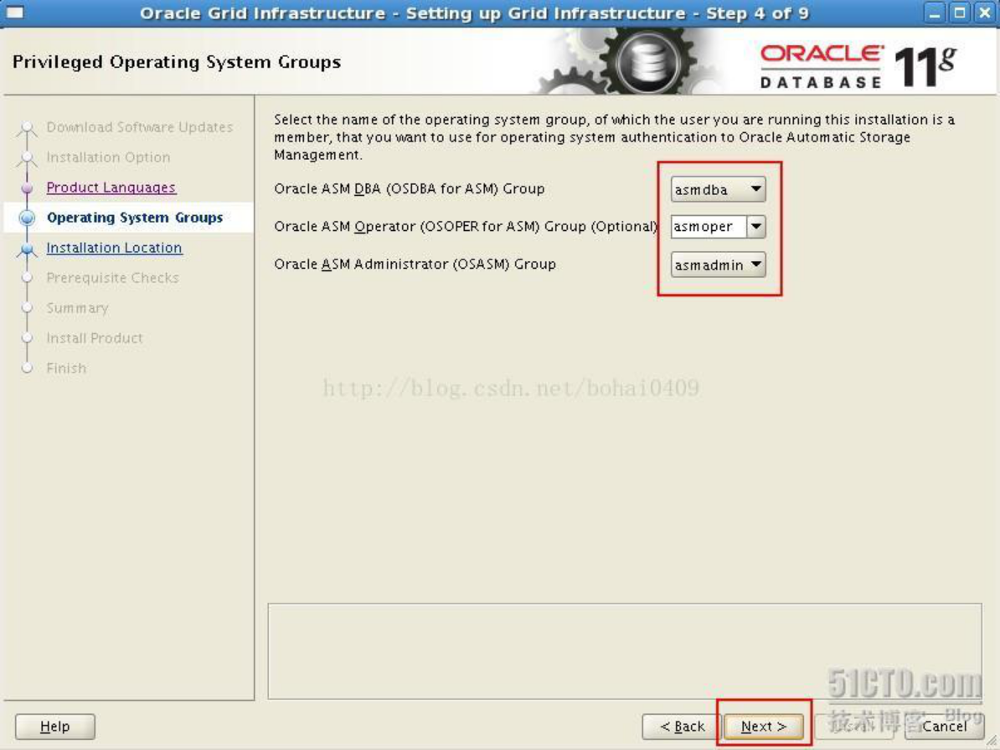 Oracle Grid Infrastructure - Setting up Grid Infrastructure - Step 4 of 9
Privileged Operating System Groups
ORACLE
DATABASE
11g
Download Software Updates
Installation Option
Product Languages
Operating System Groups
Installation Location
Prerequisite Checks
Summary
Install Product
Finish
Select the name of the operating system group, of which the user you are running this installation is a
member, that you want to use for operating system authentication to Oracle Automatic Storage
Management.
Oracle ASM DBA (OSDBA for ASM) Group
asmdba
Oracle ASM Operator (OSOPER for ASM) Group (Optional)
asmoper
Oracle ASM Administrator (OSASM) Group
asmadmin
http://blog.csdn.net/bohai0409
51CTO.com
技术博客 Blog
Help
< Back
Next >
Cancel